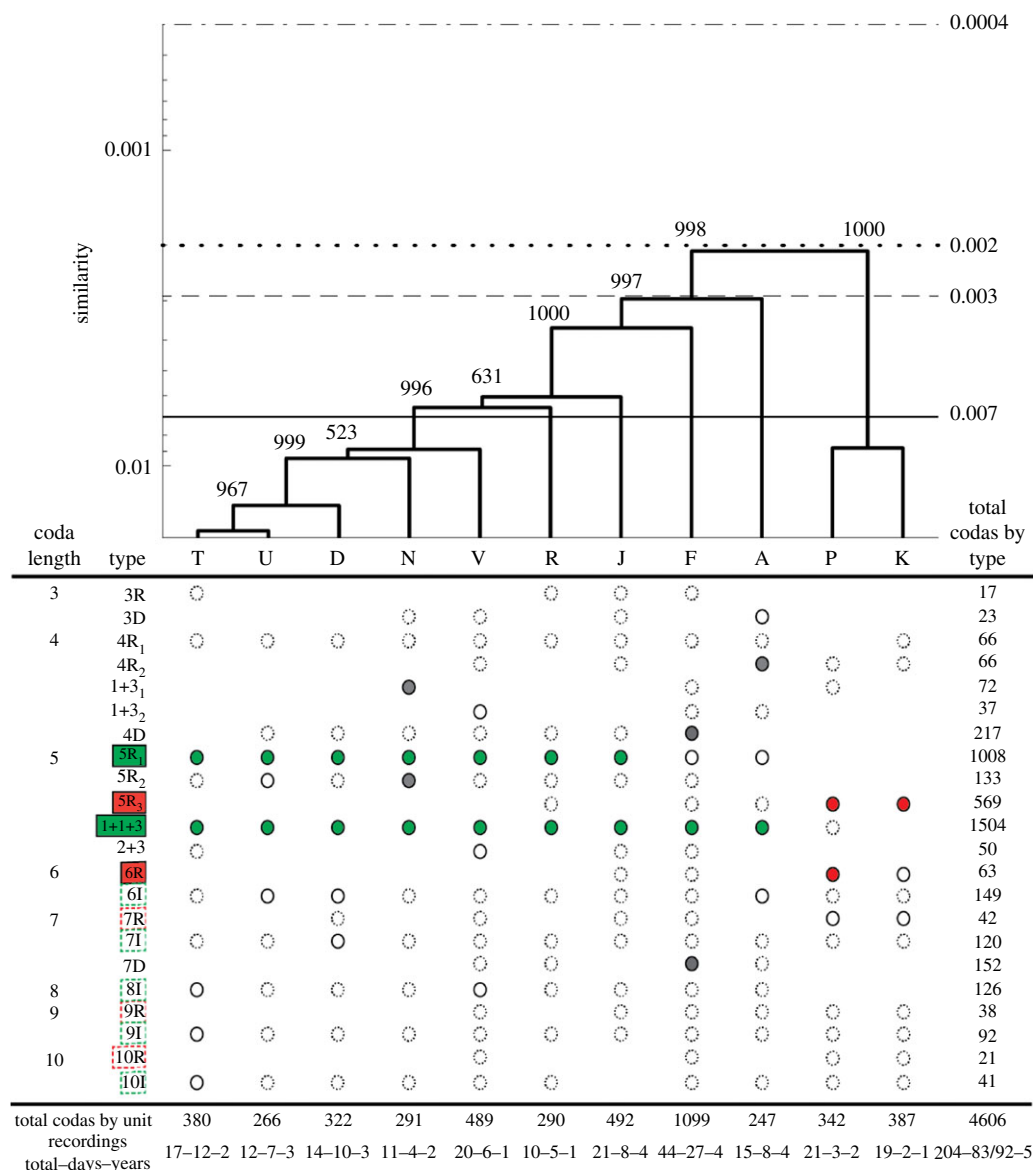 0.0004
0.001
998 1000
0.002
similarity
997
0.003
1000
996 631
0.007
999 523
0.01
967
coda length type T U D N V R J F A P K total codas by type
3 3R 17
3D 23
4 4R1 66
4R2 66
1+31 72
1+32 37
4D 217
5 5R1 1008
5R2 133
5R3 569
1+1+3 1504
2+3 50
6 6R 63
6I 149
7 7R 42
7I 120
7D 152
8 8I 126
9 9R 38
9I 92
10 10R 21
10I 41
total codas by unit 380 266 322 291 489 290 492 1099 247 342 387 4606
recordings
total–days–years 17–12–2 12–7–3 14–10–3 11–4–2 20–6–1 10–5–1 21–8–4 44–27–4 15–8–4 21–3–2 19–2–1 204–83/92–5